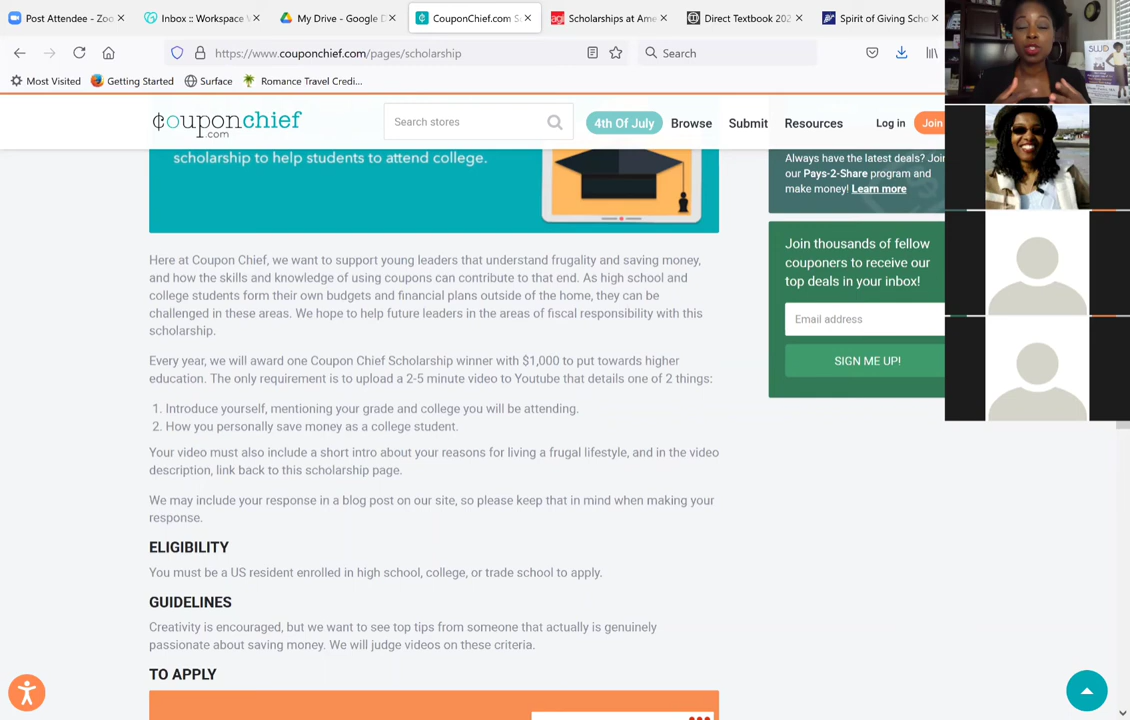 Post Attendee - Zoo
Inbox :: Workspace
My Drive - Google D
CouponChief.com S
Scholarships at Ame
Direct Textbook 202
Spirit of Giving Scho
https://www.couponchief.com/pages/scholarship
Search
Most Visited
Getting Started
Surface
Romance Travel Credi...
couponchief
.com
Search stores
4th Of July
Browse
Submit
Resources
Log in
Join
scholarship to help students to attend college.
Always have the latest deals? Join
our Pays-2-Share program and
make money! Learn more
Join thousands of fellow
couponers to receive our
top deals in your inbox!
Email address
SIGN ME UP!
Here at Coupon Chief, we want to support young leaders that understand frugality and saving money,
and how the skills and knowledge of using coupons can contribute to that end. As high school and
college students form their own budgets and financial plans outside of the home, they can be
challenged in these areas. We hope to help future leaders in the areas of fiscal responsibility with this
scholarship.
Every year, we will award one Coupon Chief Scholarship winner with $1,000 to put towards higher
education. The only requirement is to upload a 2-5 minute video to Youtube that details one of 2 things:
1. Introduce yourself, mentioning your grade and college you will be attending.
2. How you personally save money as a college student.
Your video must also include a short intro about your reasons for living a frugal lifestyle, and in the video
description, link back to this scholarship page.
We may include your response in a blog post on our site, so please keep that in mind when making your
response.
ELIGIBILITY
You must be a US resident enrolled in high school, college, or trade school to apply.
GUIDELINES
Creativity is encouraged, but we want to see top tips from someone that actually is genuinely
passionate about saving money. We will judge videos on these criteria.
TO APPLY